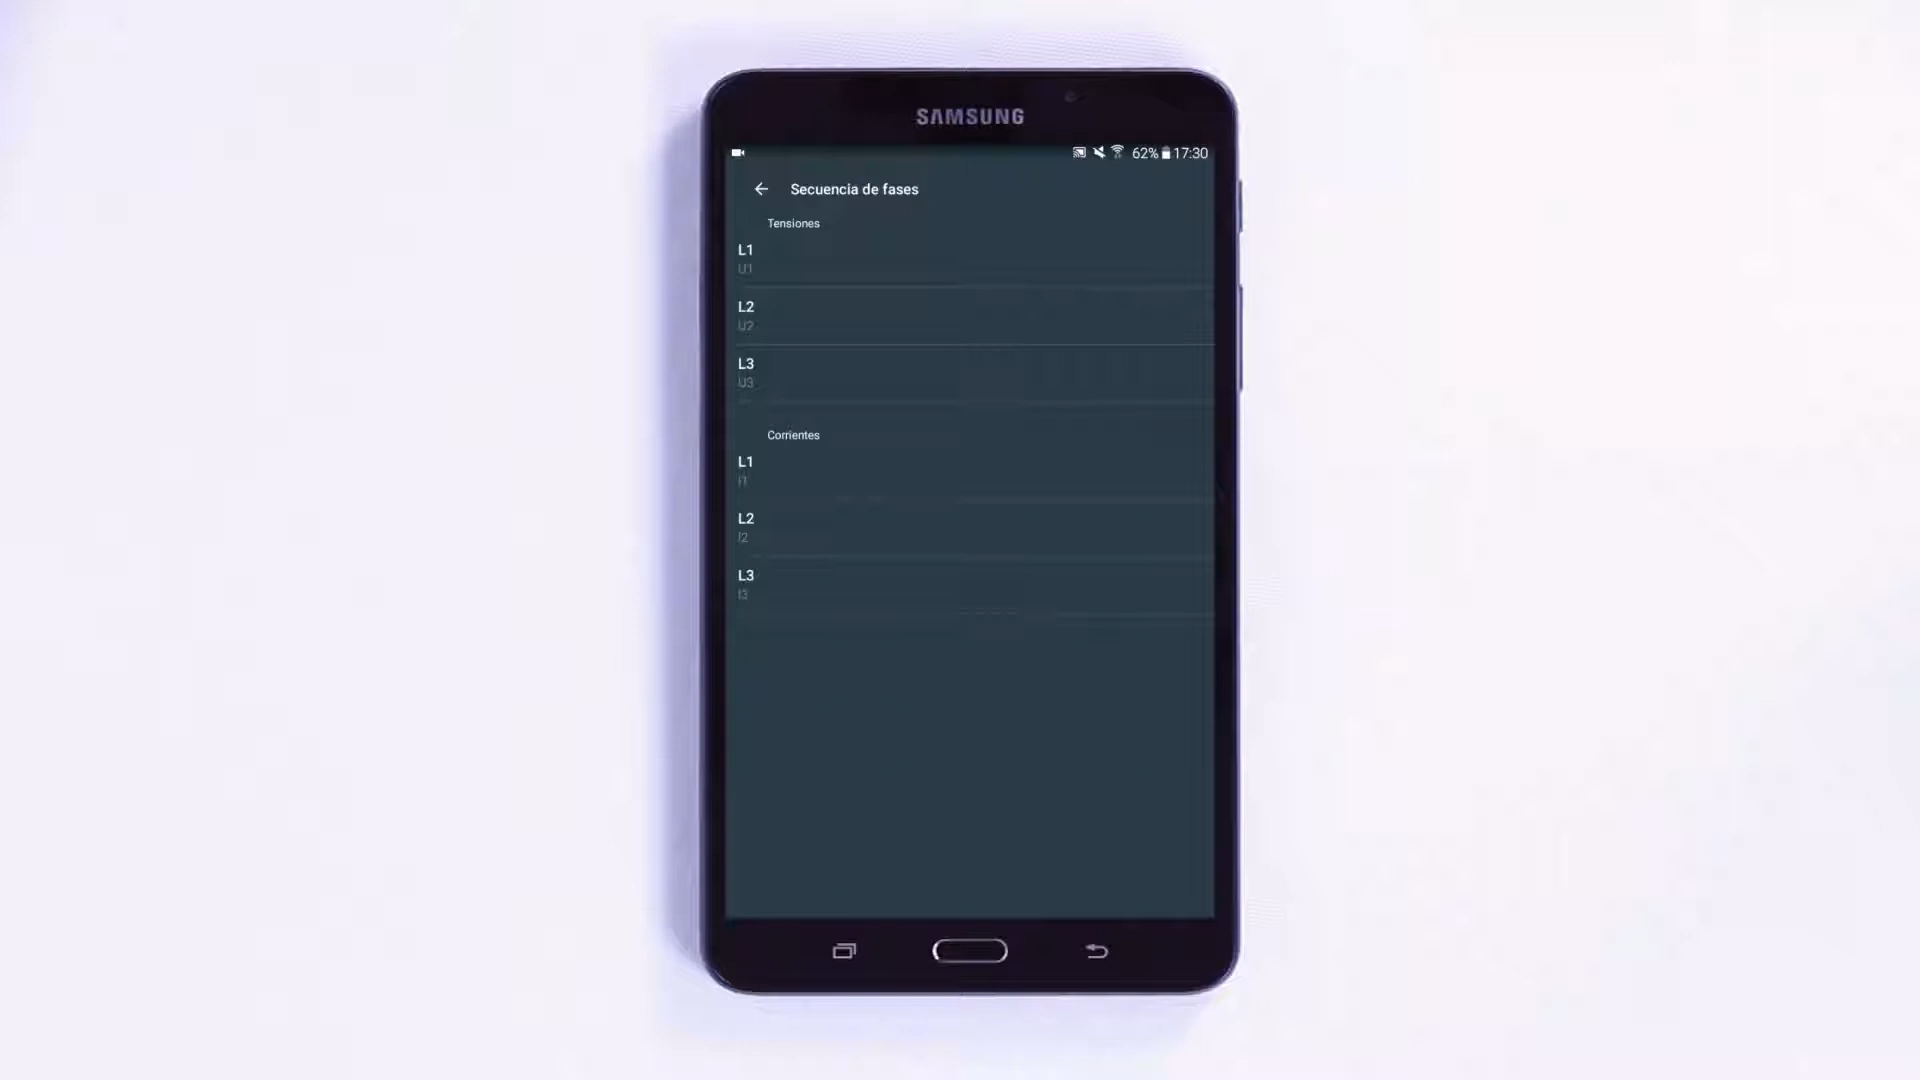 SAMSUNG
62% 17:30
Secuencia de fases
Tensiones
L1
U1
L2
U2
L3
U3
Corrientes
L1
I1
L2
I2
L3
I3